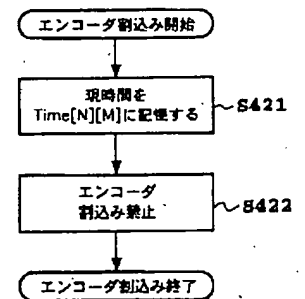 エンコーダ割込み開始
現時間を
Time[N][M]に記憶する
S421
エンコーダ
割込み禁止
S422
エンコーダ割込み終了